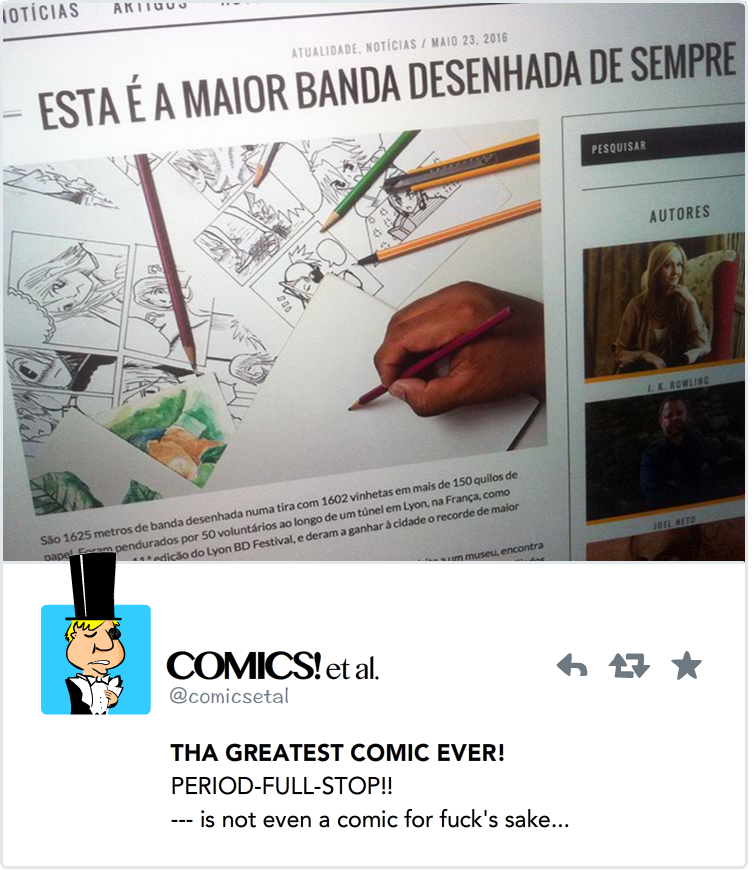 NOTÍCIAS ARTIGOS
ATUALIDADE, NOTÍCIAS / MAIO 23, 2016
ESTA É A MAIOR BANDA DESENHADA DE SEMPRE
PESQUISAR
AUTORES
J. K. ROWLING
JOEL NETO
São 1625 metros de banda desenhada numa tira com 1602 vinhetas em mais de 150 quilos de
papel. Foram pendurados por 50 voluntários ao longo de um túnel em Lyon, na França, como
11ª edição do Lyon BD Festival, e deram a ganhar à cidade o recorde de maior
a um museu, encontra
COMICS! et al.
@comicsetal
THA GREATEST COMIC EVER!
PERIOD-FULL-STOP!!
--- is not even a comic for fuck's sake...